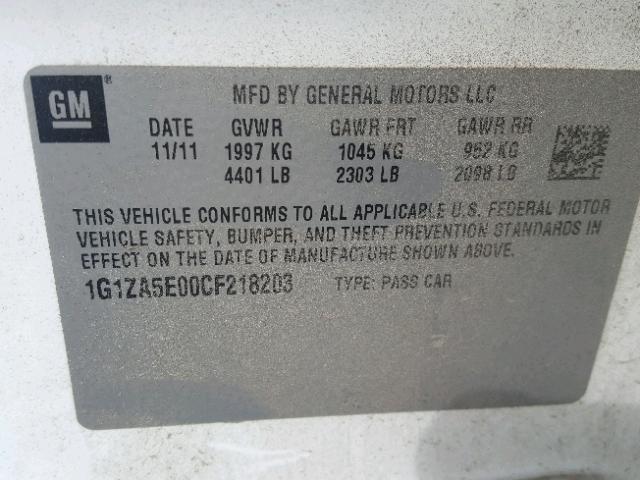 GM ®
MFD BY GENERAL MOTORS LLC
DATE GVWR GAWR FRT GAWR RR
11/11 1997 KG 1045 KG 952 KG
4401 LB 2303 LB 2098 LB
THIS VEHICLE CONFORMS TO ALL APPLICABLE U.S. FEDERAL MOTOR
VEHICLE SAFETY, BUMPER, AND THEFT PREVENTION STANDARDS IN
EFFECT ON THE DATE OF MANUFACTURE SHOWN ABOVE.
1G1ZA5E00CF218203 TYPE: PASS CAR